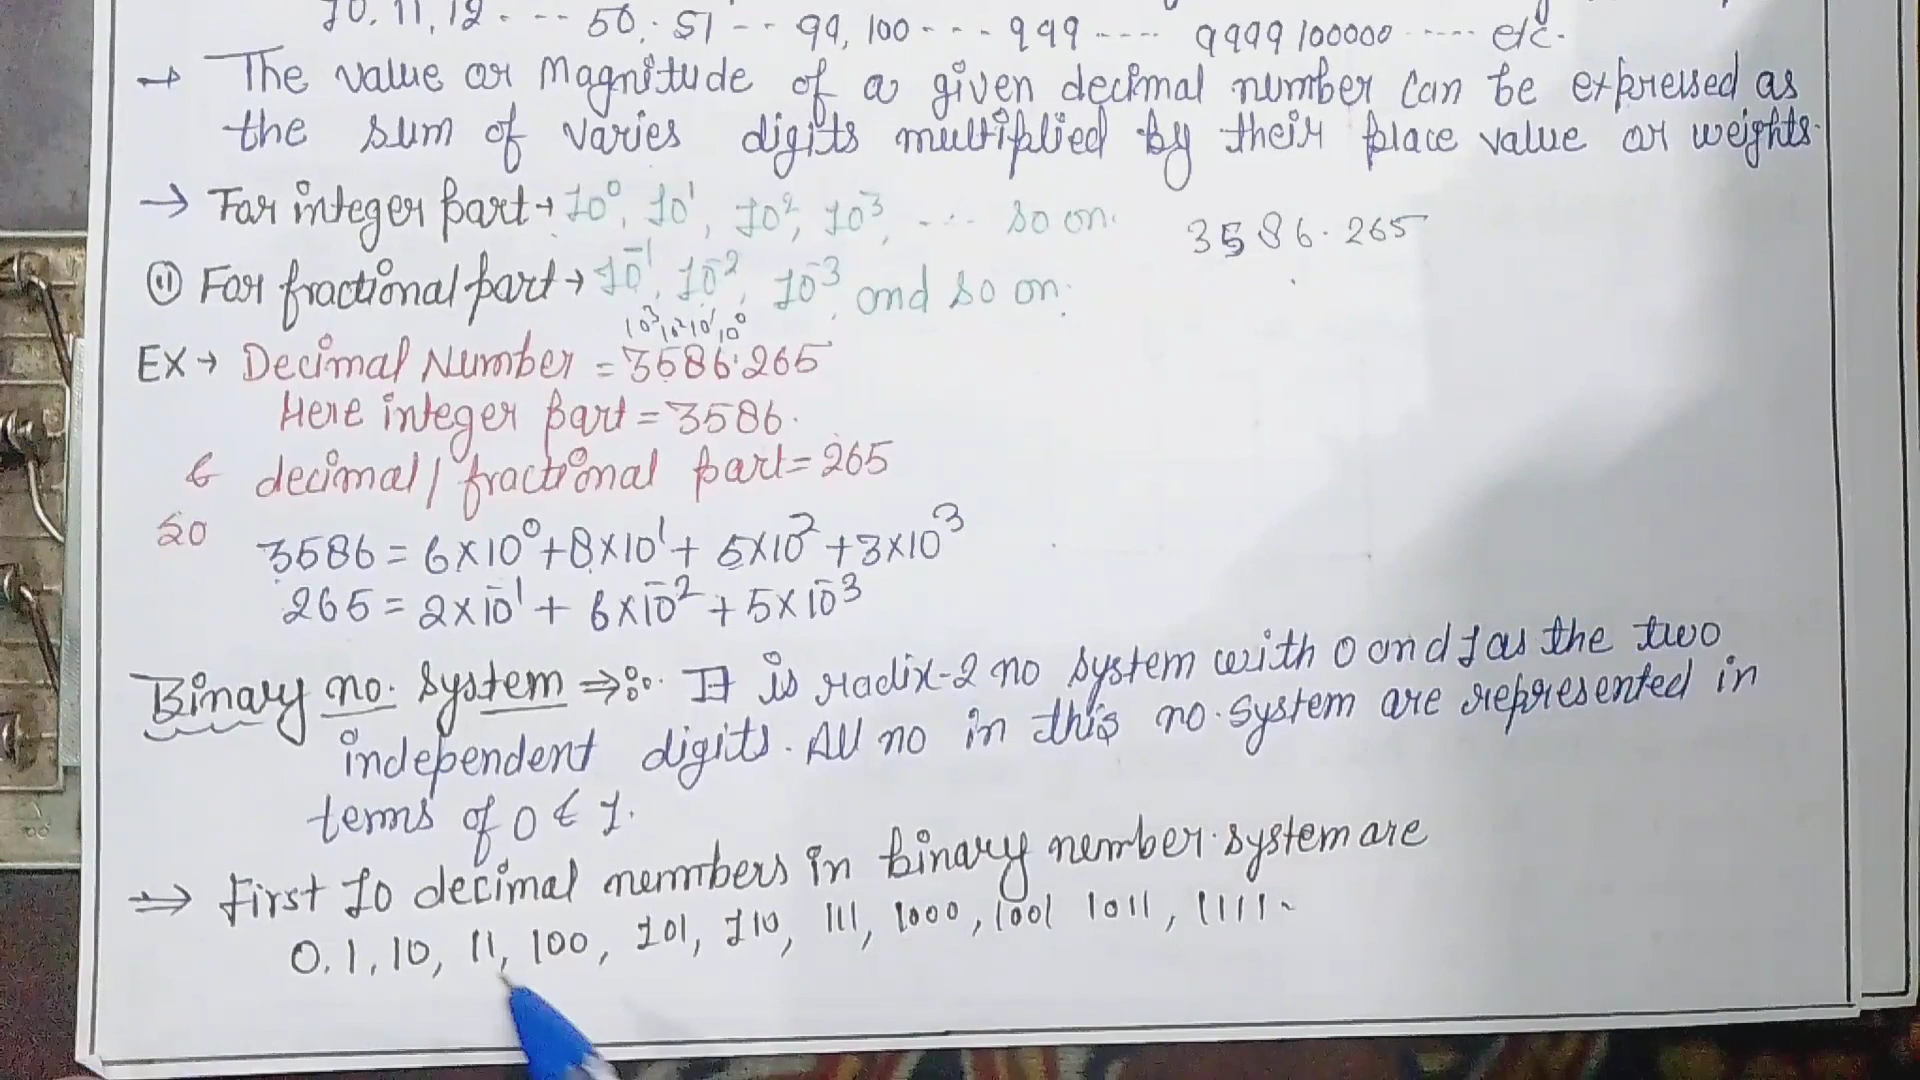 10, 11, 12 - - - 50, 51 - - 99, 100 - - - 999 ---- 9999 100000 ----- etc.
→ The value or Magnitude of a given decimal number can be expressed as
the sum of varies digits multiplied by their place value or weights.
→ For integer part → 10⁰, 10¹, 10², 10³, --- so on.
3586.265
(ii) For fractional part → 10⁻¹, 10⁻², 10⁻³, and so on.
10³ 10² 10¹ 10⁰
EX → Decimal Number = 3586.265
Here integer part = 3586.
& decimal / fractional part = 265
So 3586 = 6×10⁰ + 8×10¹ + 5×10² + 3×10³
265 = 2×10⁻¹ + 6×10⁻² + 5×10⁻³
Binary no. System ⇒ It is radix-2 no system with 0 and 1 as the two
independent digits. All no in this no. system are represented in
terms of 0 & 1.
⇒ First 10 decimal numbers in binary number system are
0, 1, 10, 11, 100, 101, 110, 111, 1000, 1001 1011, 1111-